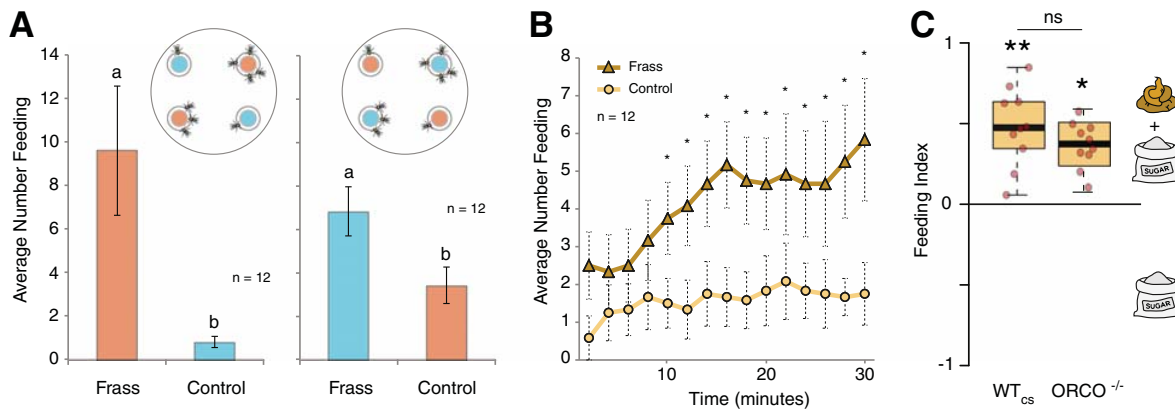 A
Average Number Feeding
14
12
10
8
6
4
2
0
a
b
n = 12
Frass
Control
a
b
n = 12
Frass
Control
B
Average Number Feeding
8
7
6
5
4
3
2
1
0
Frass
Control
n = 12
* * * * * * * * * * *
10
20
30
Time (minutes)
C
Feeding Index
1
0
-1
ns
**
*
+
SUGAR
SUGAR
WTcs
ORCO -/-